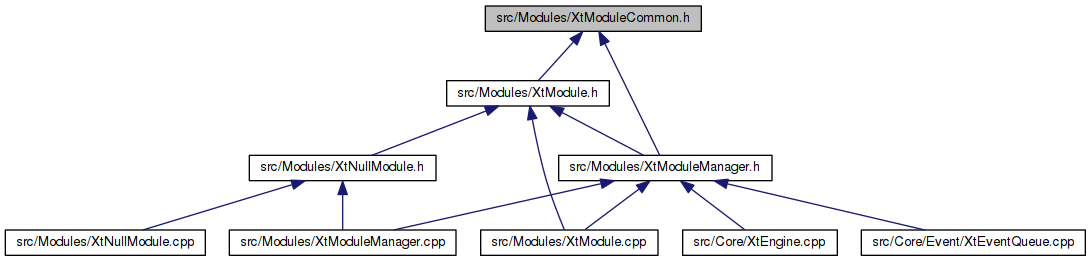 src/Modules/XtModuleCommon.h
src/Modules/XtModule.h
src/Modules/XtNullModule.h
src/Modules/XtModuleManager.h
src/Modules/XtNullModule.cpp
src/Modules/XtModuleManager.cpp
src/Modules/XtModule.cpp
src/Core/XtEngine.cpp
src/Core/Event/XtEventQueue.cpp